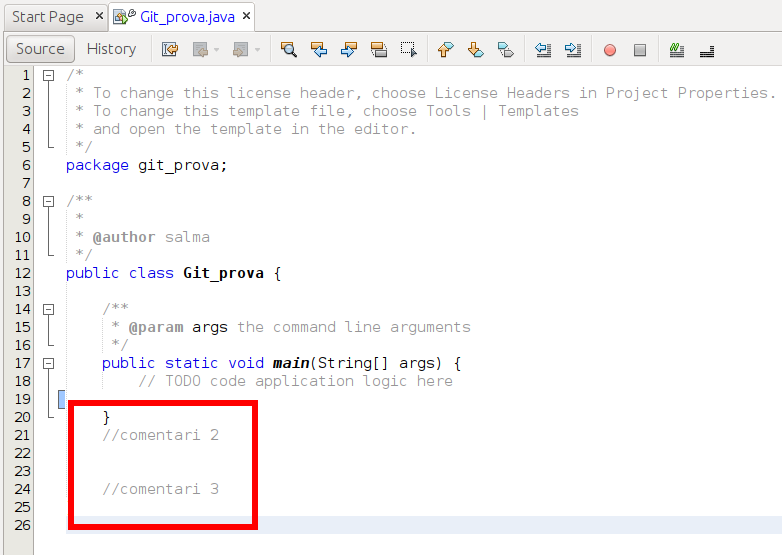 Start Page × Git_prova.java ×
Source History
1 /*
2 * To change this license header, choose License Headers in Project Properties.
3 * To change this template file, choose Tools | Templates
4 * and open the template in the editor.
5 */
6 package git_prova;
7
8 /**
9 *
10 * @author salma
11 */
12 public class Git_prova {
13
14 /**
15 * @param args the command line arguments
16 */
17 public static void main(String[] args) {
18 // TODO code application logic here
19
20 }
21 //comentari 2
22
23
24 //comentari 3
25
26